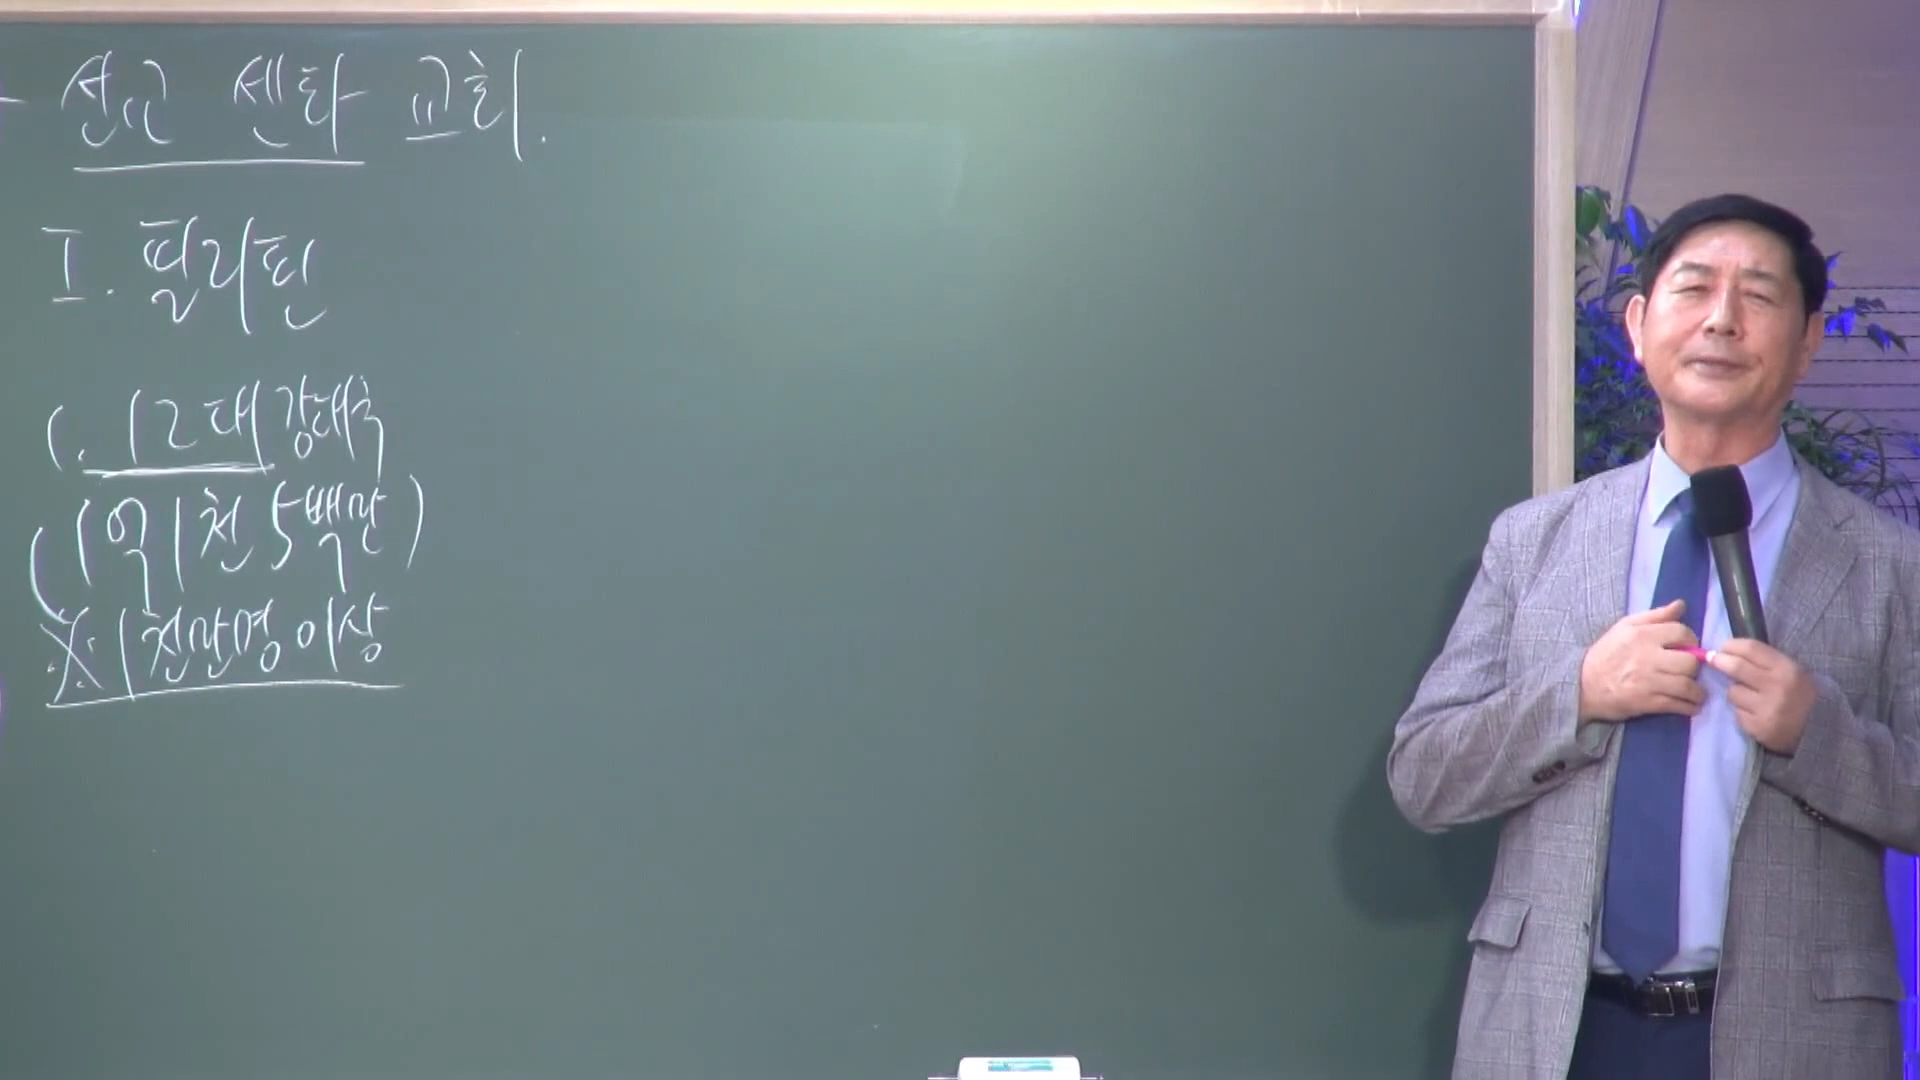 선교 센타 교회.
I. 필리핀
1. 12대 강대국
(1억 1천 5백만)
※ 1천만명 이상